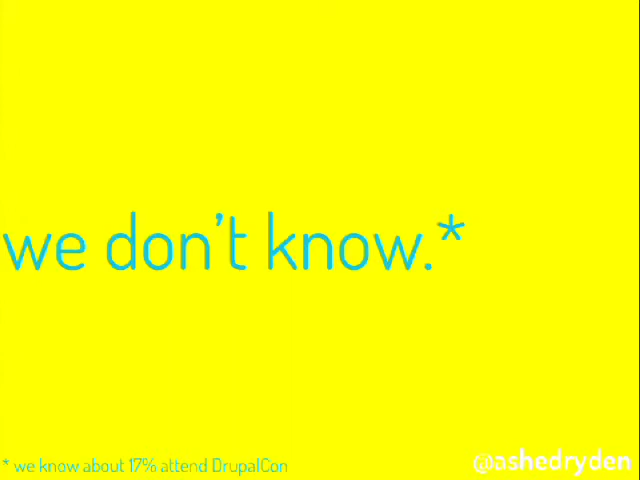 we don't know.*
* we know about 17% attend DrupalCon
@ashedryden